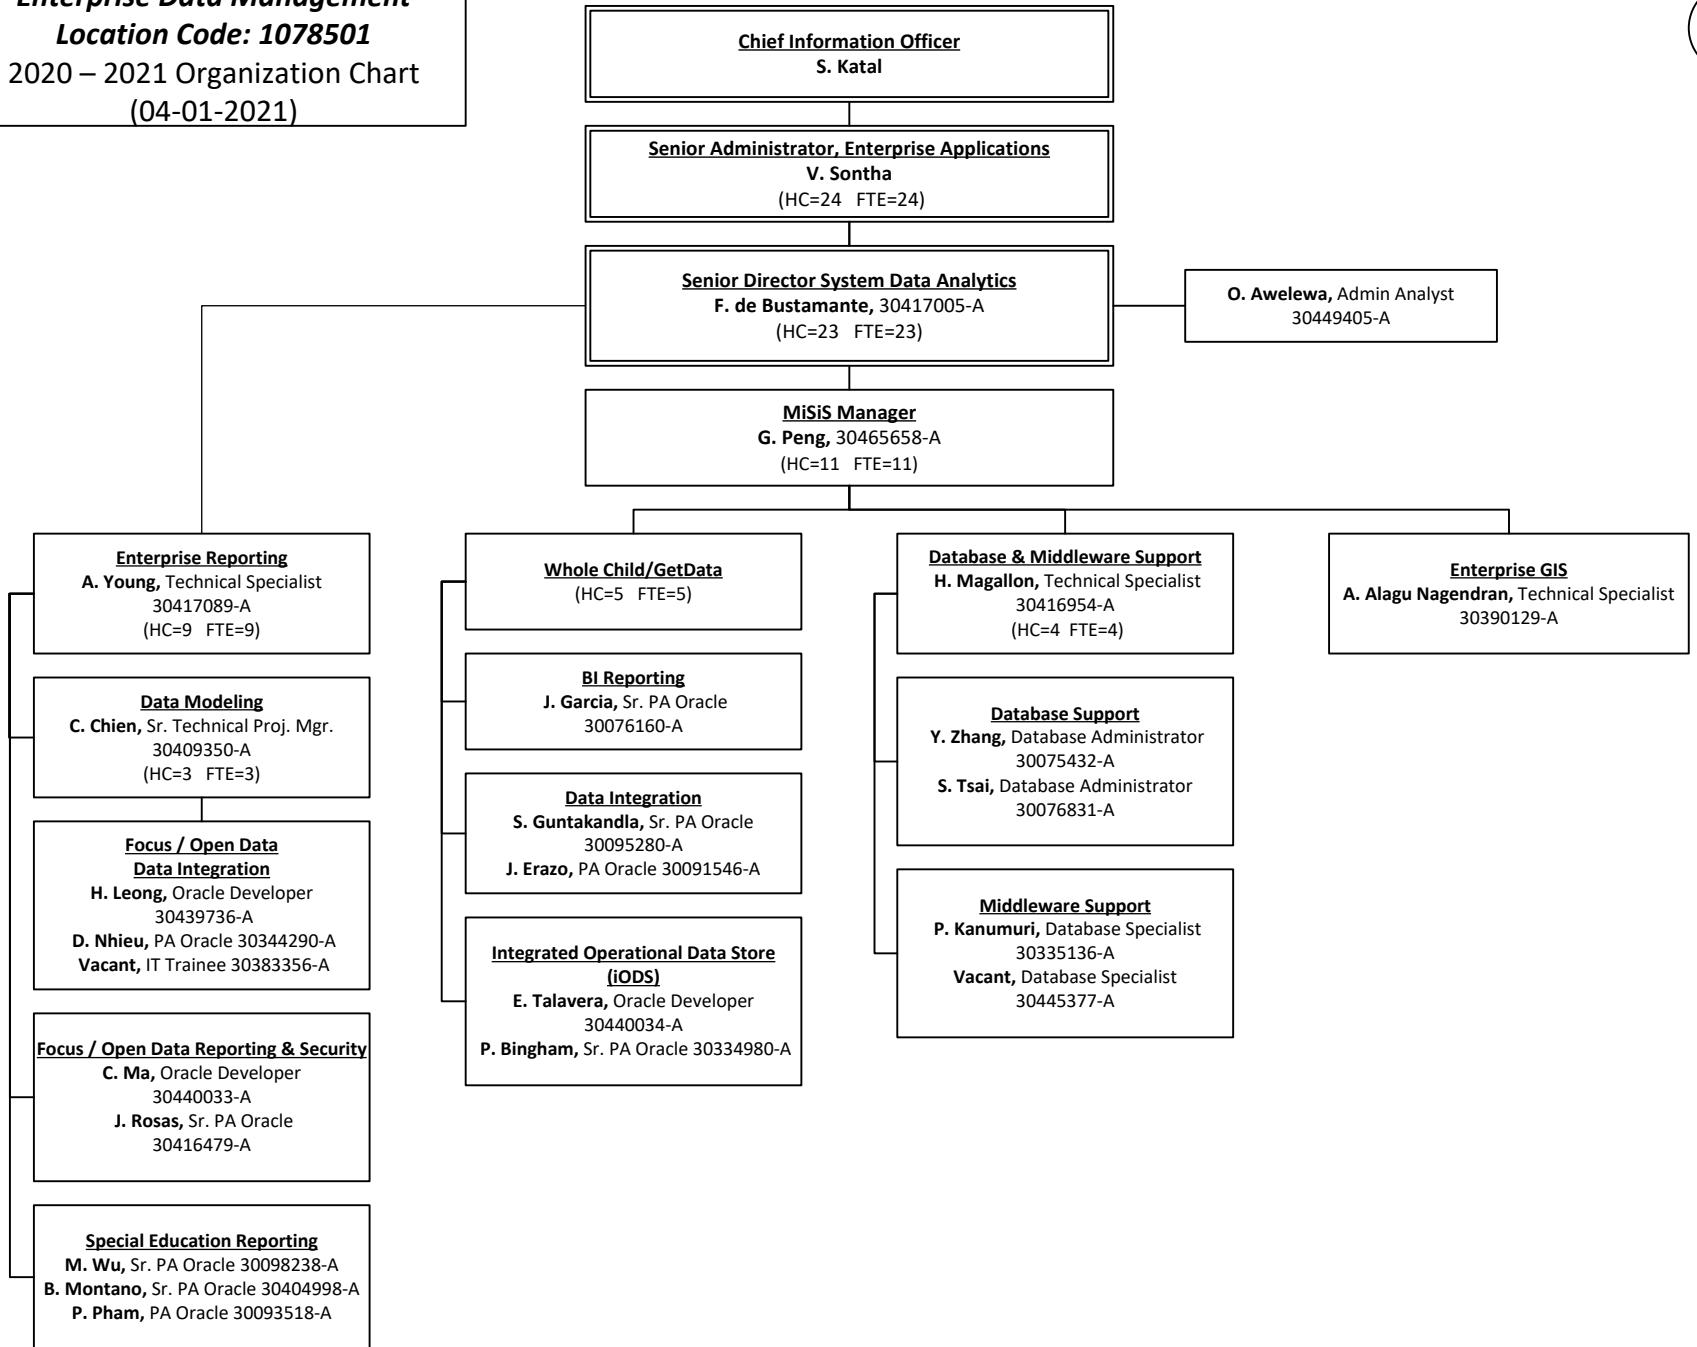 Enterprise Data Management
Location Code: 1078501
2020 – 2021 Organization Chart
(04-01-2021)
Chief Information Officer
S. Katal
Senior Administrator, Enterprise Applications
V. Sontha
(HC=24 FTE=24)
Senior Director System Data Analytics
F. de Bustamante, 30417005-A
(HC=23 FTE=23)
O. Awelewa, Admin Analyst
30449405-A
MiSiS Manager
G. Peng, 30465658-A
(HC=11 FTE=11)
Enterprise Reporting
A. Young, Technical Specialist
30417089-A
(HC=9 FTE=9)
Data Modeling
C. Chien, Sr. Technical Proj. Mgr.
30409350-A
(HC=3 FTE=3)
Focus / Open Data
Data Integration
H. Leong, Oracle Developer
30439736-A
D. Nhieu, PA Oracle 30344290-A
Vacant, IT Trainee 30383356-A
Focus / Open Data Reporting & Security
C. Ma, Oracle Developer
30440033-A
J. Rosas, Sr. PA Oracle
30416479-A
Special Education Reporting
M. Wu, Sr. PA Oracle 30098238-A
B. Montano, Sr. PA Oracle 30404998-A
P. Pham, PA Oracle 30093518-A
Whole Child/GetData
(HC=5 FTE=5)
BI Reporting
J. Garcia, Sr. PA Oracle
30076160-A
Data Integration
S. Guntakandla, Sr. PA Oracle
30095280-A
J. Erazo, PA Oracle 30091546-A
Integrated Operational Data Store
(iODS)
E. Talavera, Oracle Developer
30440034-A
P. Bingham, Sr. PA Oracle 30334980-A
Database & Middleware Support
H. Magallon, Technical Specialist
30416954-A
(HC=4 FTE=4)
Database Support
Y. Zhang, Database Administrator
30075432-A
S. Tsai, Database Administrator
30076831-A
Middleware Support
P. Kanumuri, Database Specialist
30335136-A
Vacant, Database Specialist
30445377-A
Enterprise GIS
A. Alagu Nagendran, Technical Specialist
30390129-A